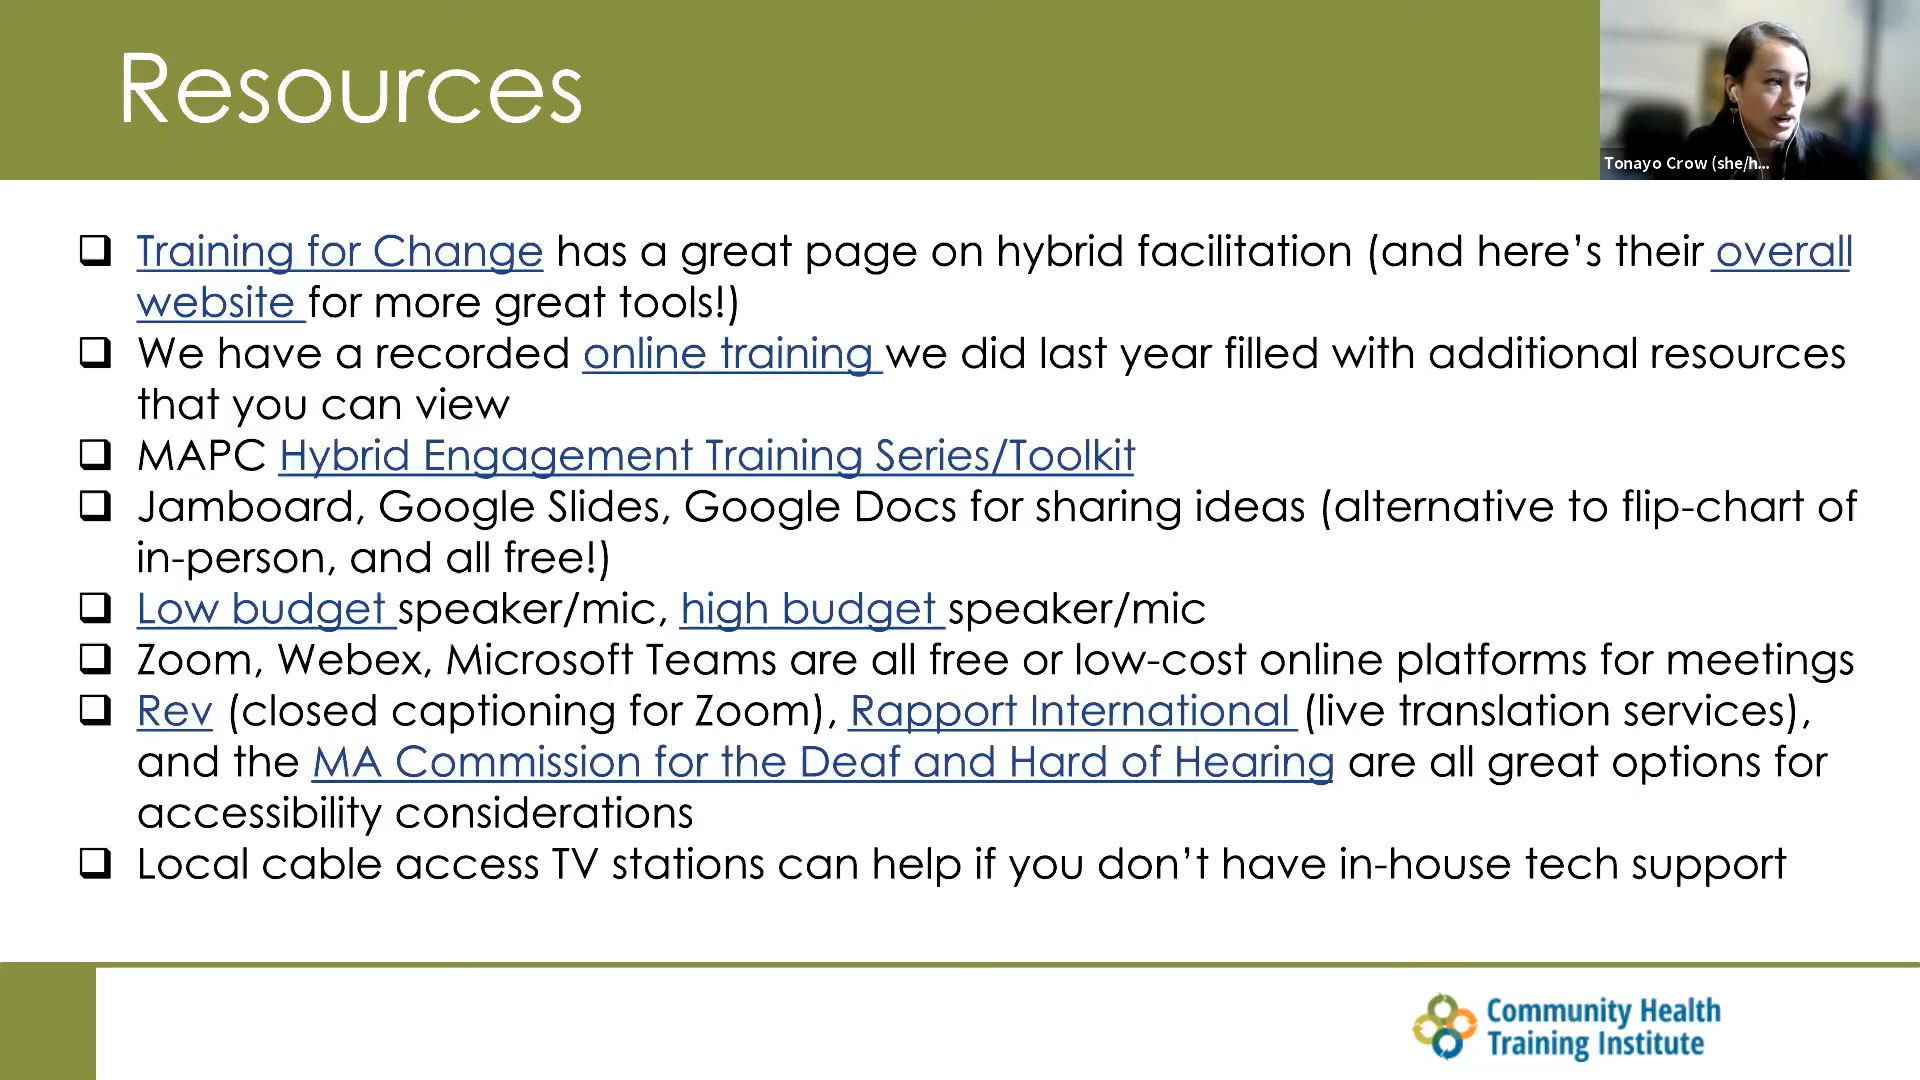 Resources
Tonayo Crow (she/h...
Training for Change has a great page on hybrid facilitation (and here’s their overall
website for more great tools!)
We have a recorded online training we did last year filled with additional resources
that you can view
MAPC Hybrid Engagement Training Series/Toolkit
Jamboard, Google Slides, Google Docs for sharing ideas (alternative to flip-chart of
in-person, and all free!)
Low budget speaker/mic, high budget speaker/mic
Zoom, Webex, Microsoft Teams are all free or low-cost online platforms for meetings
Rev (closed captioning for Zoom), Rapport International (live translation services),
and the MA Commission for the Deaf and Hard of Hearing are all great options for
accessibility considerations
Local cable access TV stations can help if you don’t have in-house tech support
Community Health
Training Institute